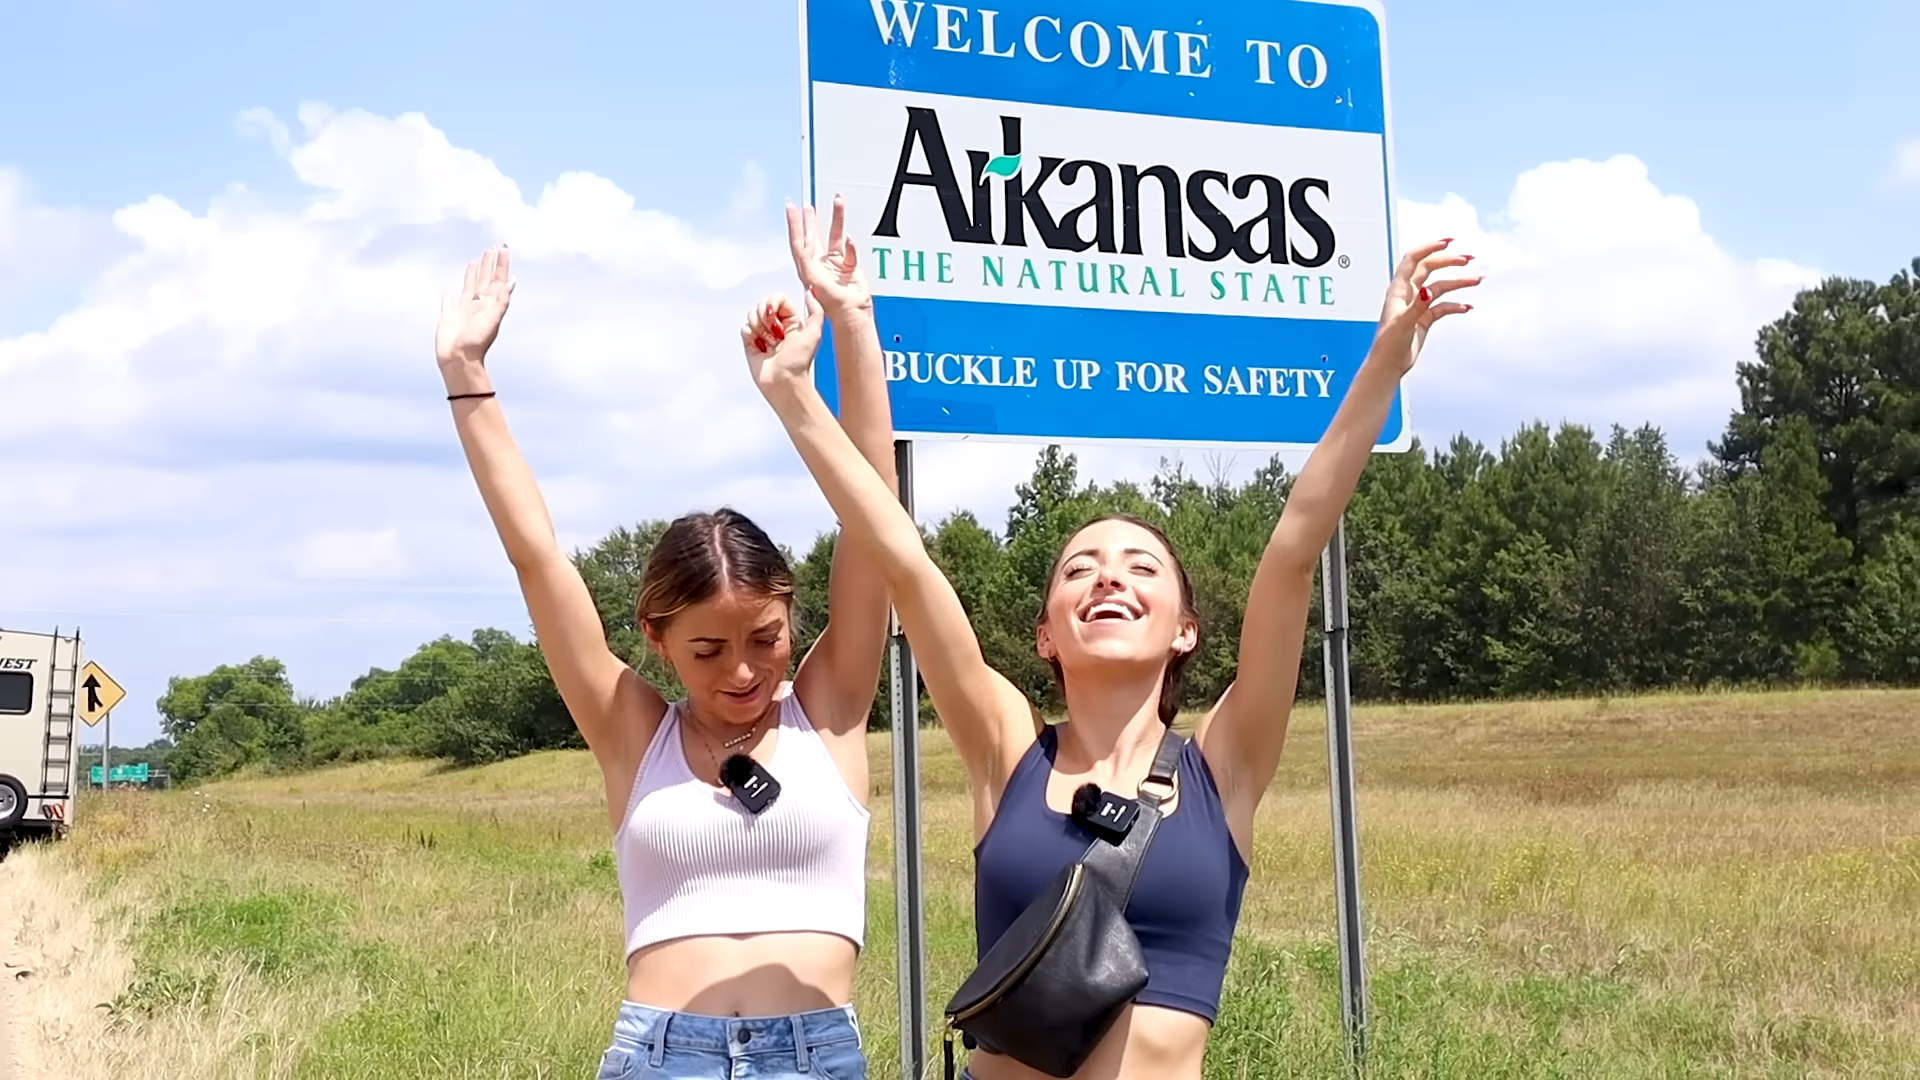 WELCOME TO
Arkansas®
THE NATURAL STATE
BUCKLE UP FOR SAFETY